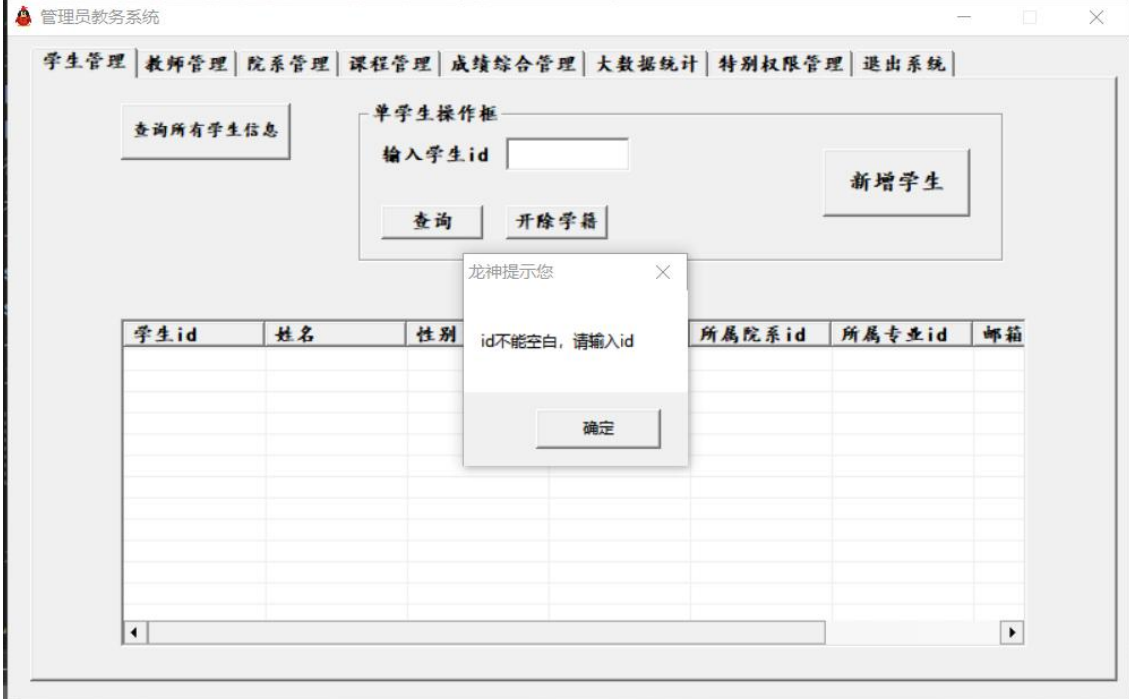 管理员教务系统
学生管理 教师管理 院系管理 课程管理 成绩综合管理 大数据统计 特别权限管理 退出系统
查询所有学生信息
单学生操作框
输入学生id
新增学生
查询 开除学籍
龙神提示您
id不能空白，请输入id
确定
学生id 姓名 性别 所属院系id 所属专业id 邮箱